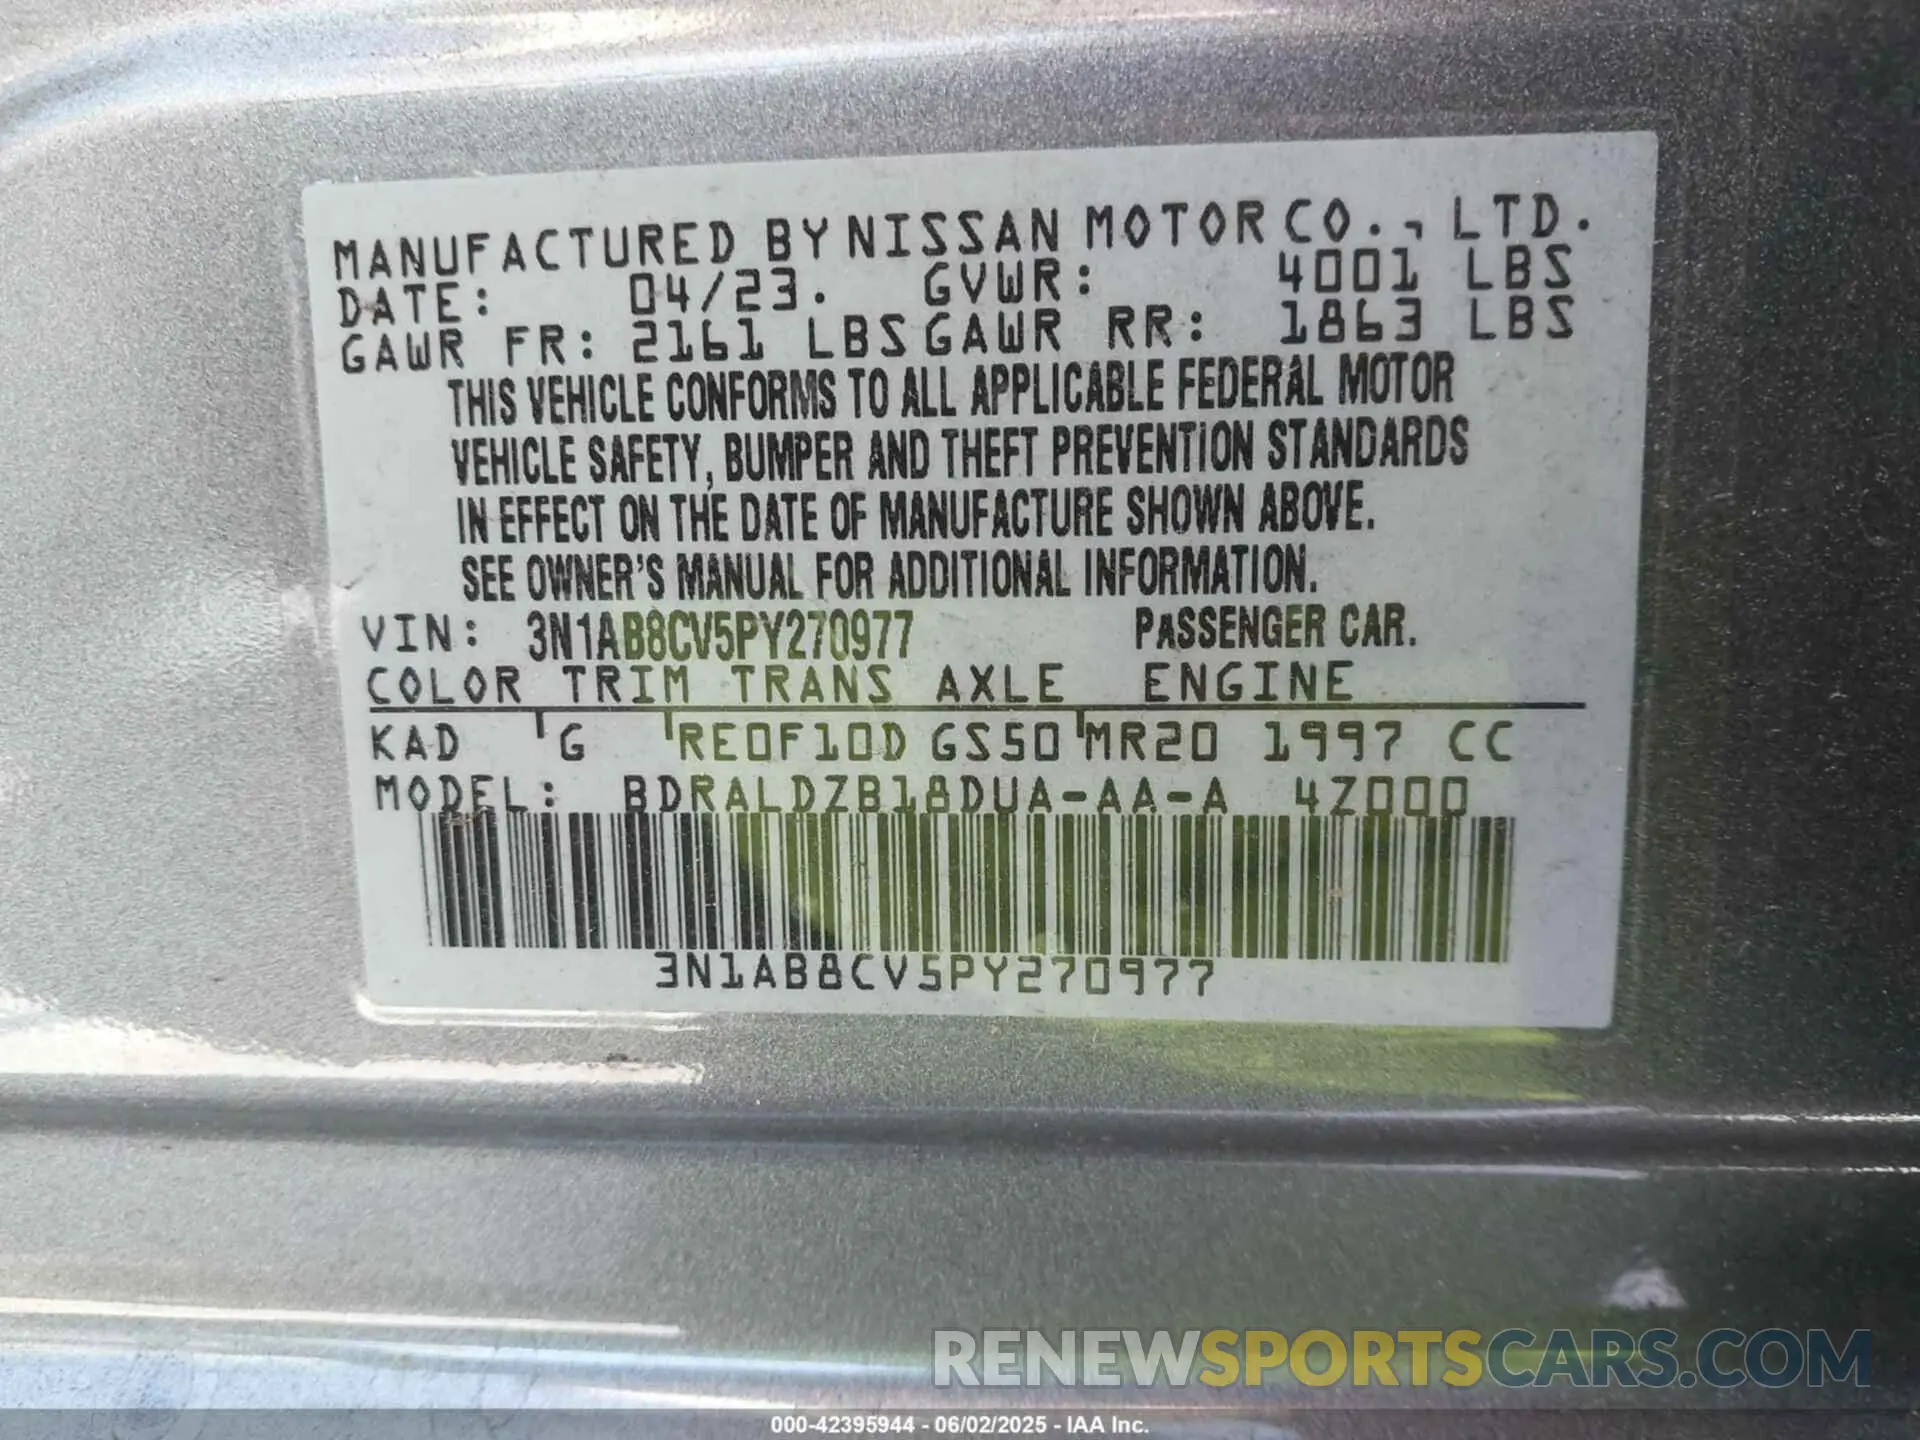 MANUFACTURED BY NISSAN MOTOR CO., LTD.
DATE: 04/23. GVWR: 4001 LBS
GAWR FR: 2161 LBS GAWR RR: 1863 LBS
THIS VEHICLE CONFORMS TO ALL APPLICABLE FEDERAL MOTOR
VEHICLE SAFETY, BUMPER AND THEFT PREVENTION STANDARDS
IN EFFECT ON THE DATE OF MANUFACTURE SHOWN ABOVE.
SEE OWNER'S MANUAL FOR ADDITIONAL INFORMATION.
VIN: 3N1AB8CV5PY270977 PASSENGER CAR.
COLOR TRIM TRANS AXLE ENGINE
KAD G RE0F10D GS50 MR20 1997 CC
MODEL: BDRALDZB18DUA-AA-A 4Z000
3N1AB8CV5PY270977
RENEWSPORTSCARS.COM
000-42395944 - 06/02/2025 - IAA Inc.